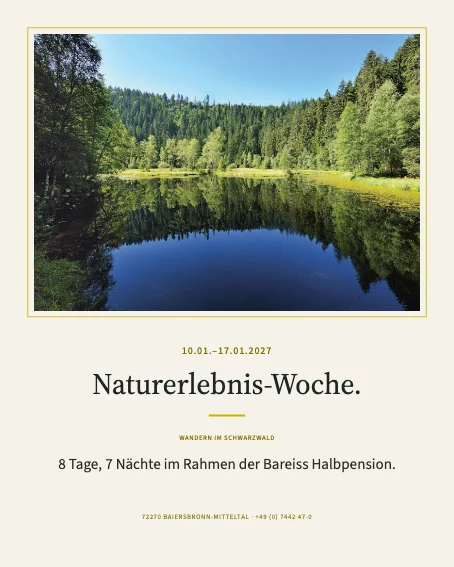 10.01.–17.01.2027
Naturerlebnis-Woche.
WANDERN IM SCHWARZWALD
8 Tage, 7 Nächte im Rahmen der Bareiss Halbpension.
72270 BAIERSBRONN-MITTELTAL · +49 (0) 7442 47-0